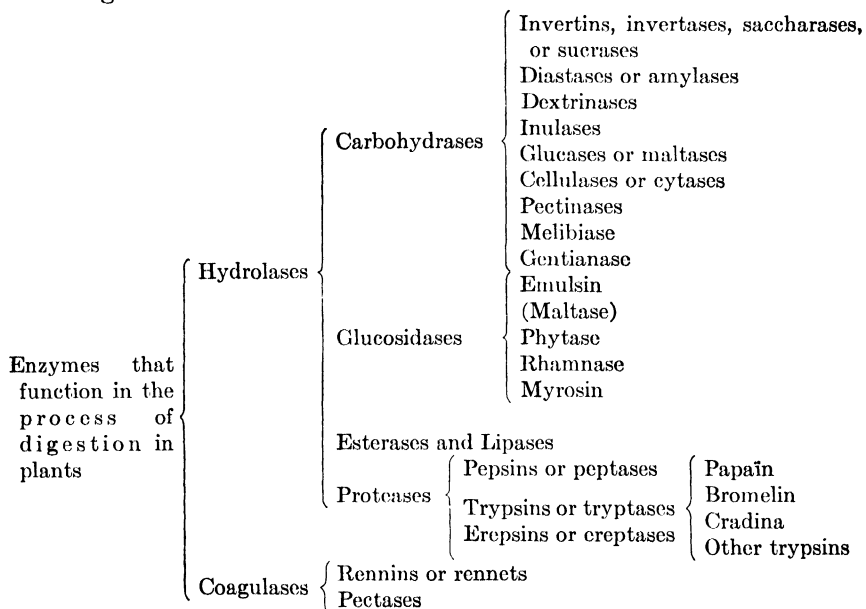 Invertins, invertases, saccharases,
or sucrases
Diastases or amylases
Dextrinases
Inulases
Carbohydrases
Glucases or maltases
Cellulases or cytases
Pectinases
Melibiase
Gentianase
Hydrolases
Emulsin
(Maltase)
Glucosidases
Phytase
Rhamnase
Myrosin
Enzymes that
function in the
process of
digestion in
plants
Esterases and Lipases
Proteases
Pepsins or peptases
Trypsins or tryptases
Erepsins or ereptases
Papaïn
Bromelin
Cradina
Other trypsins
Coagulases
Rennins or rennets
Pectases